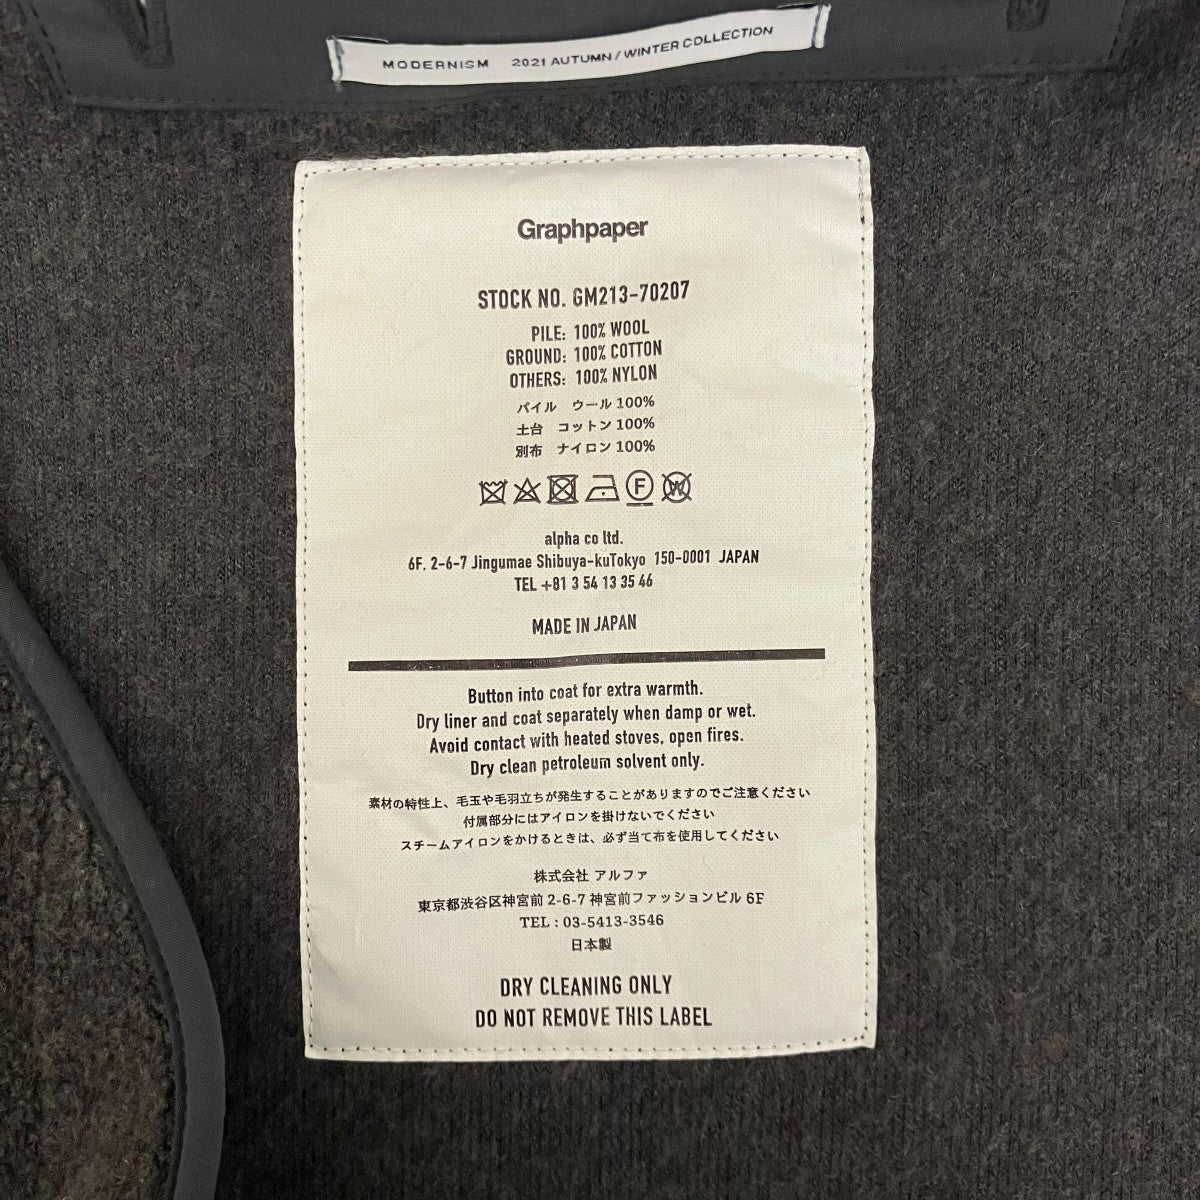 MODERNISM 2021 AUTUMN / WINTER COLLECTION
Graphpaper
STOCK NO. GM213-70207
PILE: 100% WOOL
GROUND: 100% COTTON
OTHERS: 100% NYLON
パイル ウール 100%
土台 コットン 100%
別布 ナイロン 100%
F W
alpha co ltd.
6F. 2-6-7 Jingumae Shibuya-kuTokyo 150-0001 JAPAN
TEL +81 3 54 13 35 46
MADE IN JAPAN
Button into coat for extra warmth.
Dry liner and coat separately when damp or wet.
Avoid contact with heated stoves, open fires.
Dry clean petroleum solvent only.
素材の特性上、毛玉や毛羽立ちが発生することがありますのでご注意ください
付属部分にはアイロンを掛けないでください
スチームアイロンをかけるときは、必ず当て布を使用してください
株式会社 アルファ
東京都渋谷区神宮前 2-6-7 神宮前ファッションビル 6F
TEL : 03-5413-3546
日本製
DRY CLEANING ONLY
DO NOT REMOVE THIS LABEL